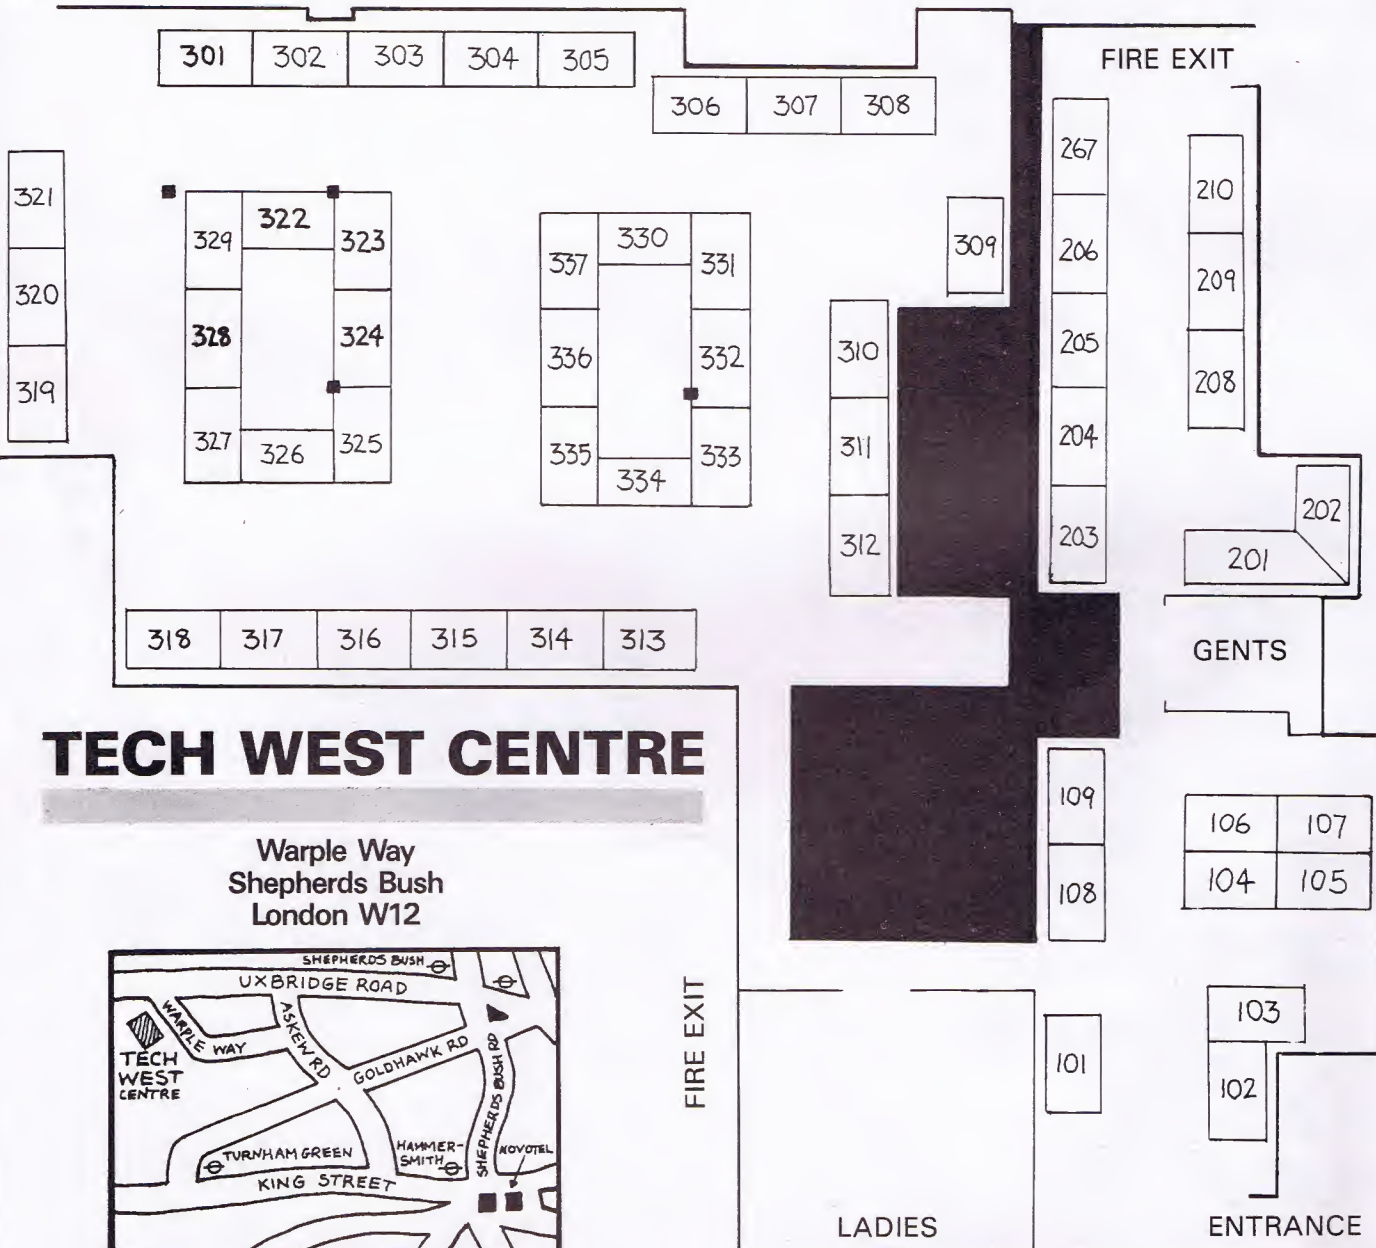 301 302 303 304 305
306 307 308
FIRE EXIT
267
206
205
204
203
210
209
208
202
201
309
310
311
312
321
320
319
322
329 323
328 324
327 325
326
330
337 331
336 332
335 333
334
318 317 316 315 314 313
GENTS
TECH WEST CENTRE
Warple Way
Shepherds Bush
London W12
109
108
106 107
104 105
103
102
101
FIRE EXIT
LADIES
ENTRANCE
SHEPHERDS BUSH
UXBRIDGE ROAD
WARPLE WAY
ASKEW RD
GOLDHAWK RD
SHEPHERDS BUSH RD
TECH
WEST
CENTRE
TURNHAM GREEN
HAMMER-
SMITH
NOVOTEL
KING STREET